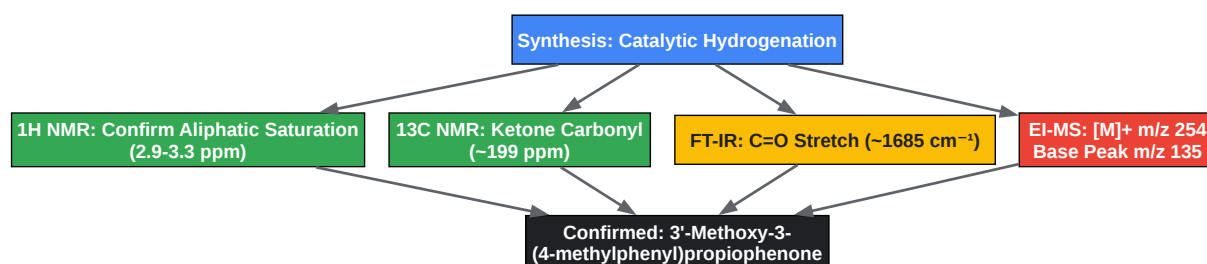 Synthesis: Catalytic Hydrogenation
1H NMR: Confirm Aliphatic Saturation
(2.9-3.3 ppm)
13C NMR: Ketone Carbonyl
(~199 ppm)
FT-IR: C=O Stretch (~1685 cm⁻¹)
EI-MS: [M]+ m/z 254
Base Peak m/z 135
Confirmed: 3'-Methoxy-3-
(4-methylphenyl)propiophenone